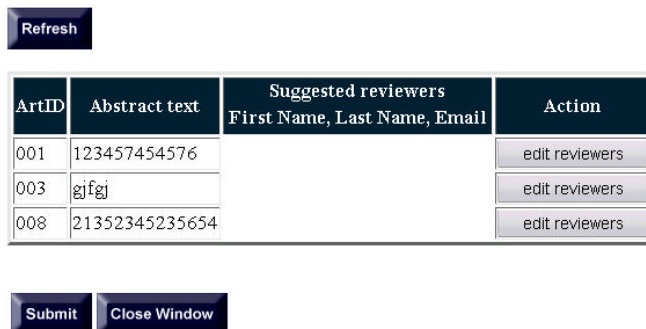 Refresh
ArtID Abstract text Suggested reviewers First Name, Last Name, Email Action
001 123457454576 edit reviewers
003 gjfgj edit reviewers
008 21352345235654 edit reviewers
Submit Close Window